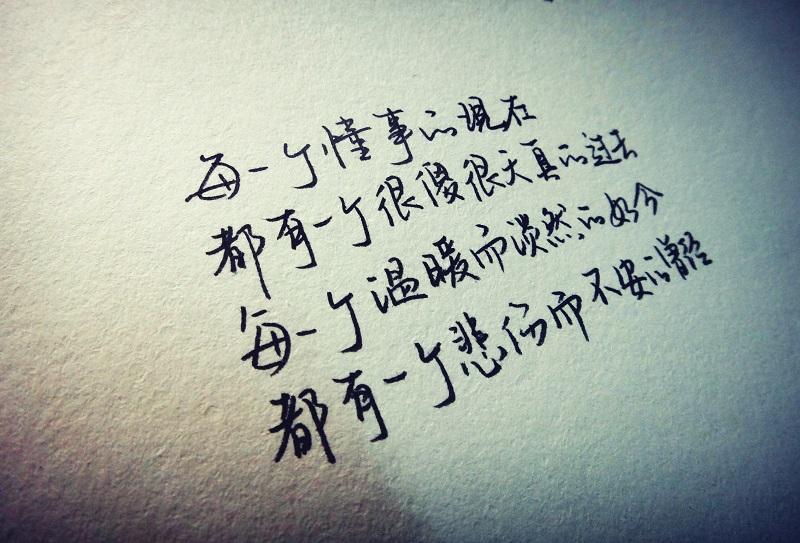 每一个懂事的现在
都有一个很傻很天真的过去
每一个温暖而淡然的如今
都有一个悲伤而不安的曾经